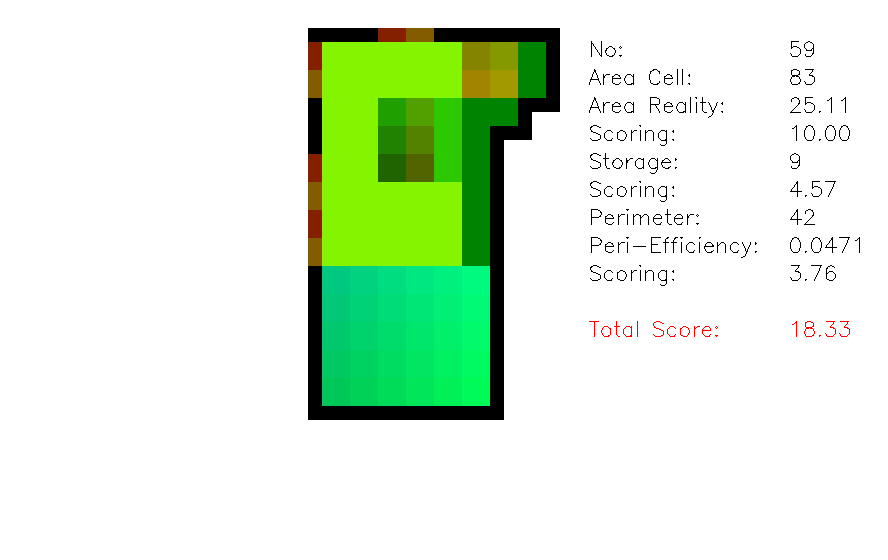 No: 59
Area Cell: 83
Area Reality: 25.11
Scoring: 10.00
Storage: 9
Scoring: 4.57
Perimeter: 42
Peri-Efficiency: 0.0471
Scoring: 3.76
Total Score: 18.33